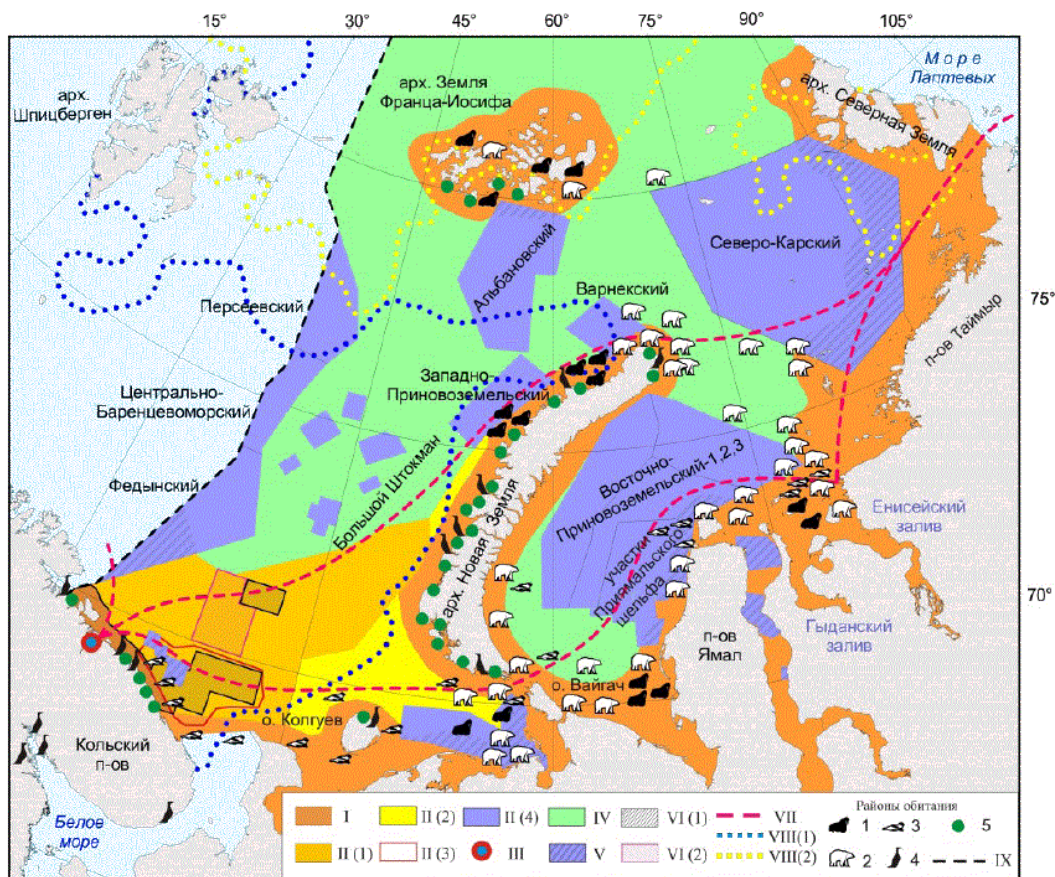 15°
30°
45°
60°
75°
90°
105°
Море
Лаптевых
арх. Земля
Франца-Иосифа
арх.
Шпицберген
арх. Северная Земля
Северо-Карский
Альбановский
Варнекский
Персеевский
75°
п-ов Таймыр
Западно-
Приновоземельский
Центрально-
Баренцевоморский
Большой Штокман
Восточно-
Приновоземельский-1,2,3
Федынский
арх. Новая Земля
участки
Приямальского
шельфа
Енисейский
залив
70°
Гыданский
залив
п-ов
Ямал
о. Вайгач
о. Колгуев
Кольский
п-ов
Белое
море
I
II (2)
II (4)
IV
VI (1)
VII
Районы обитания
VIII(1)
1
3
5
II (1)
II (3)
III
V
VI (2)
VIII(2)
2
4
IX